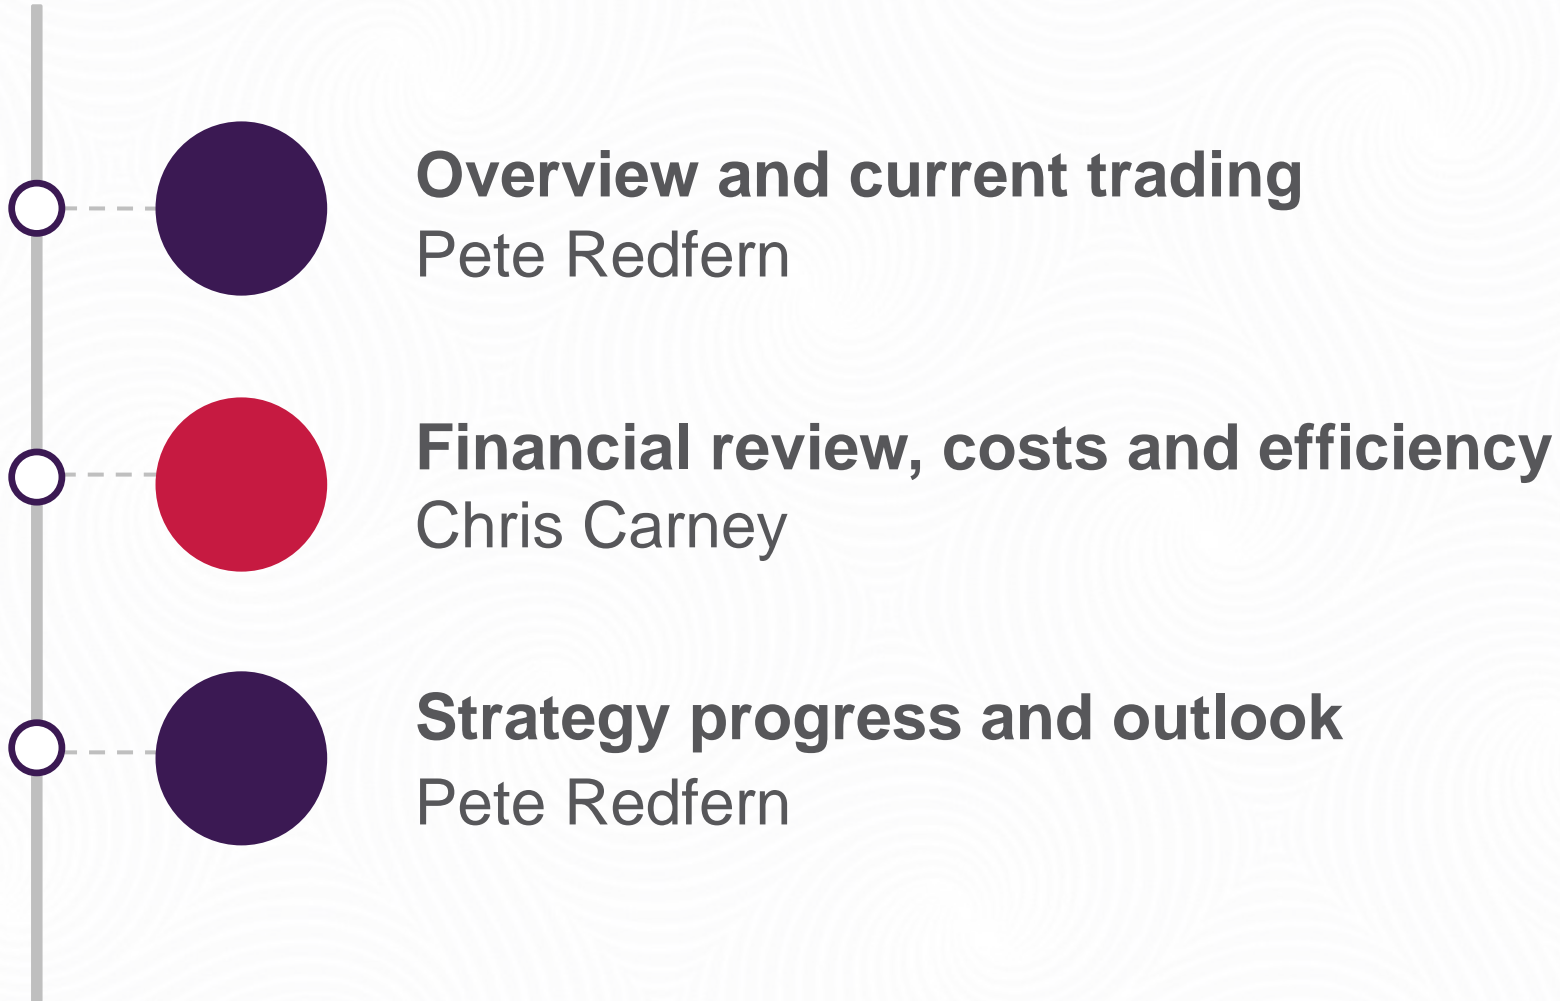 Overview and current trading
Pete Redfern
Financial review, costs and efficiency
Chris Carney
Strategy progress and outlook
Pete Redfern